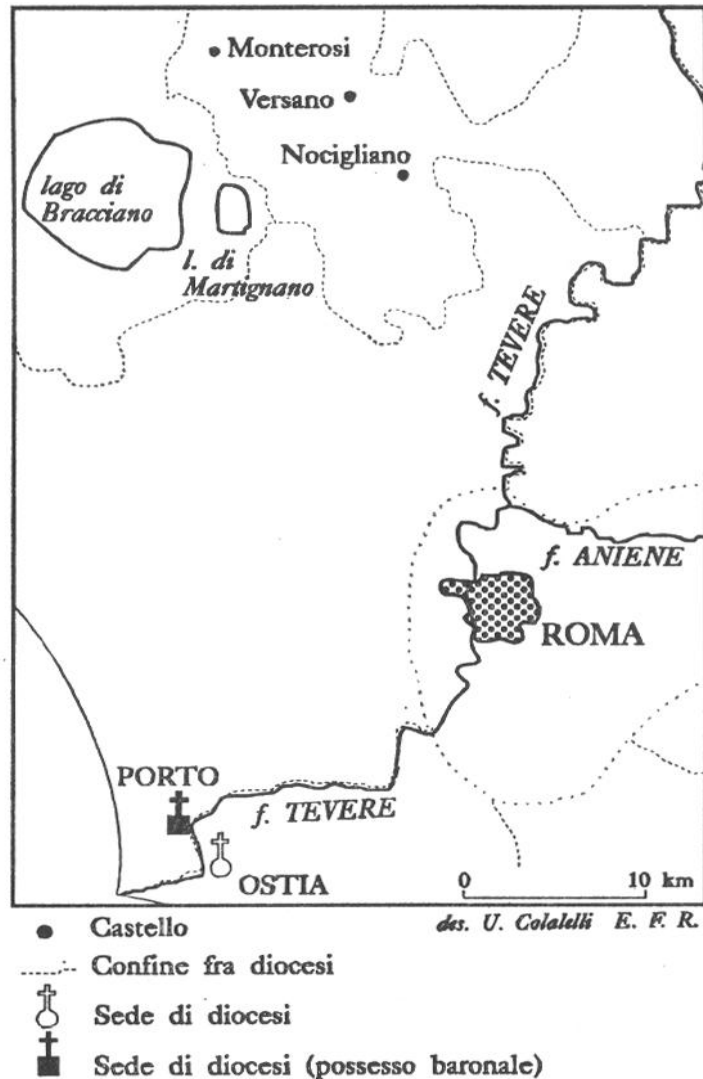 Monterosi
Versano
Nocigliano
lago di
Bracciano
l. di
Martignano
f. TEVERE
f. ANIENE
ROMA
PORTO
f. TEVERE
OSTIA
0 10 km
des. U. Colalelli E. F. R.
Castello
Confine fra diocesi
Sede di diocesi
Sede di diocesi (possesso baronale)